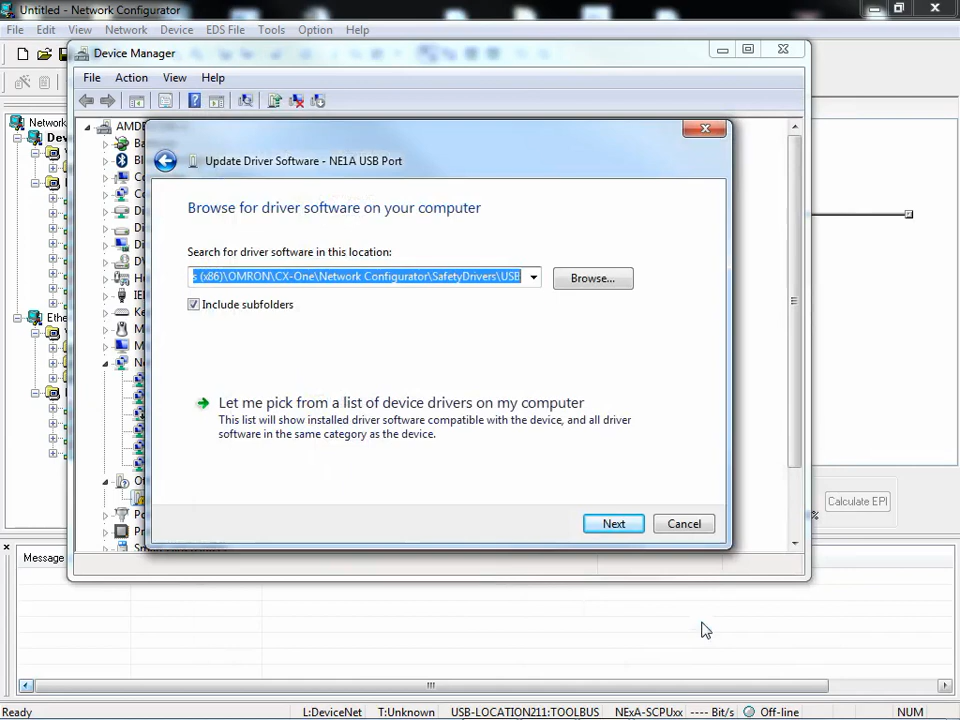 Untitled - Network Configurator
File Edit View Network Device EDS File Tools Option Help
Device Manager
File Action View Help
Network
AMDE
Update Driver Software - NE1A USB Port
Browse for driver software on your computer
Search for driver software in this location:
s (x86)\OMRON\CX-One\Network Configurator\SafetyDrivers\USB
Browse...
Include subfolders
Let me pick from a list of device drivers on my computer
This list will show installed driver software compatible with the device, and all driver
software in the same category as the device.
Calculate EPI
%
Next Cancel
Message
Ready L:DeviceNet T:Unknown USB-LOCATION211:TOOLBUS NExA-SCPUxx ---- Bit/s Off-line NUM